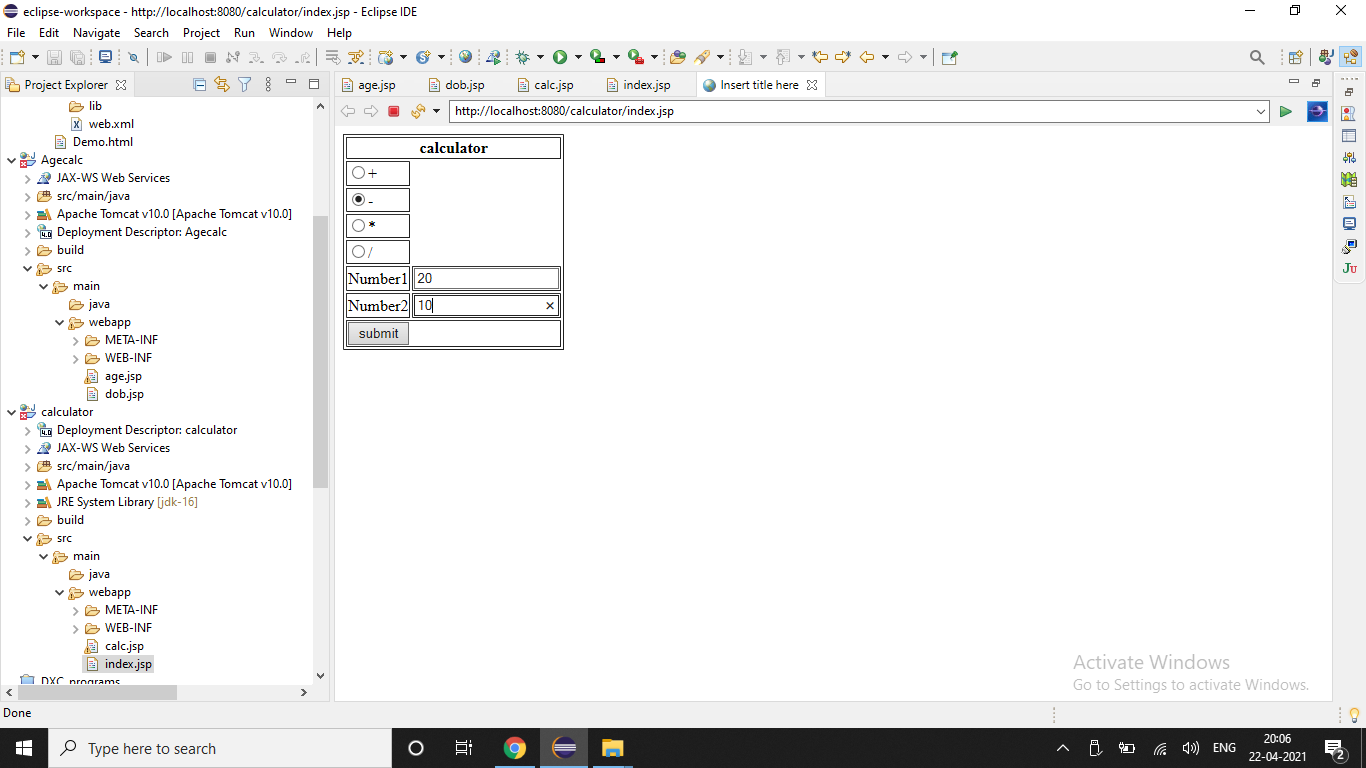 eclipse-workspace - http://localhost:8080/calculator/index.jsp - Eclipse IDE
File Edit Navigate Search Project Run Window Help
Project Explorer
lib
web.xml
Demo.html
Agecalc
JAX-WS Web Services
src/main/java
Apache Tomcat v10.0 [Apache Tomcat v10.0]
Deployment Descriptor: Agecalc
build
src
main
java
webapp
META-INF
WEB-INF
age.jsp
dob.jsp
calculator
Deployment Descriptor: calculator
JAX-WS Web Services
src/main/java
Apache Tomcat v10.0 [Apache Tomcat v10.0]
JRE System Library [jdk-16]
build
src
main
java
webapp
META-INF
WEB-INF
calc.jsp
index.jsp
DXC programs
age.jsp dob.jsp calc.jsp index.jsp Insert title here
http://localhost:8080/calculator/index.jsp
calculator
+
-
*
/
Number1 20
Number2 10
submit
Ju
Activate Windows
Go to Settings to activate Windows.
Done
Type here to search
ENG
20:06
22-04-2021
2